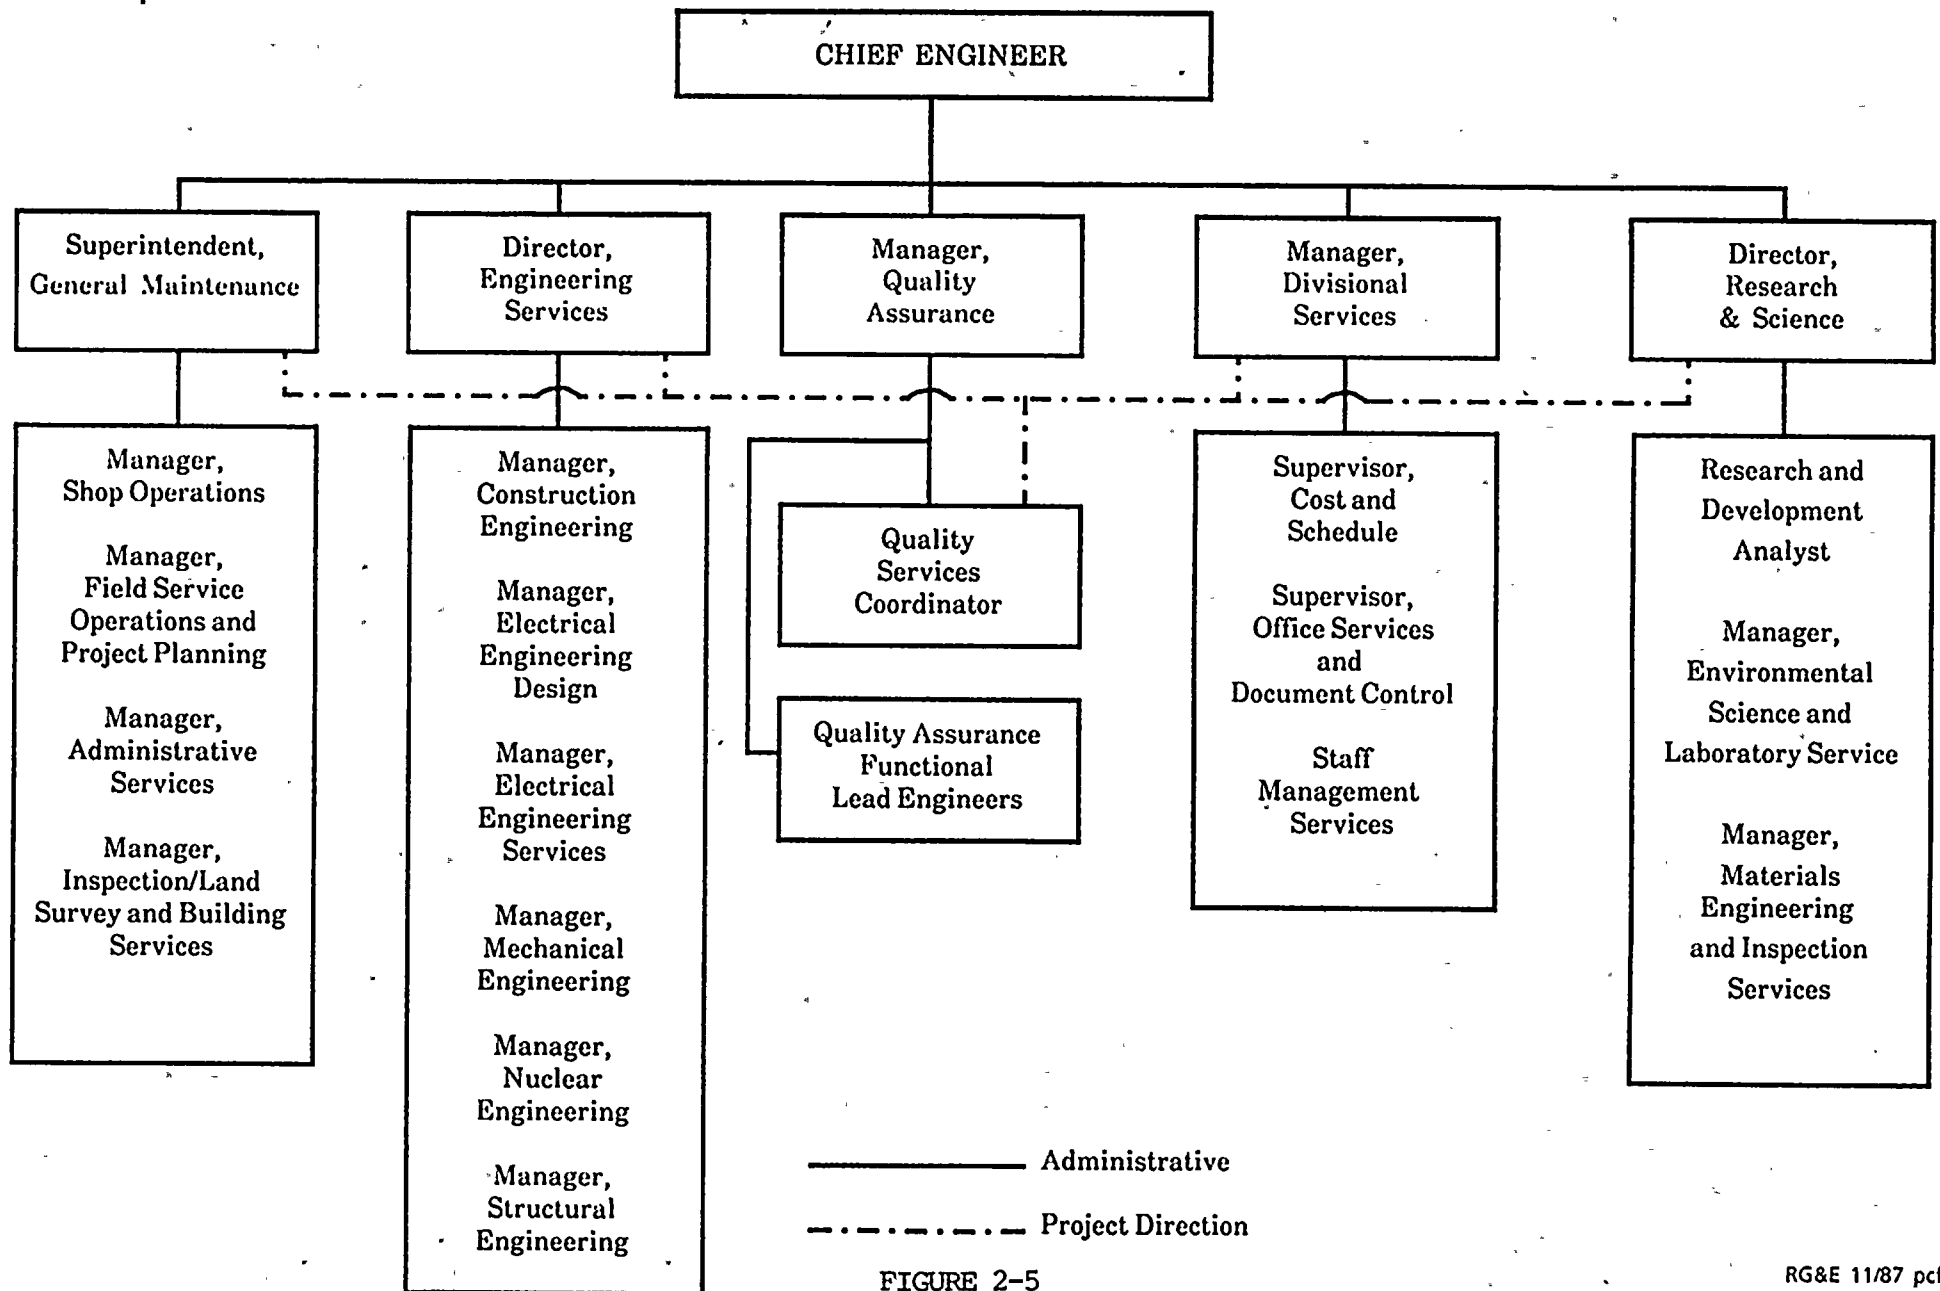 CHIEF ENGINEER
Superintendent,
General Maintenance
Director,
Engineering
Services
Manager,
Quality
Assurance
Manager,
Divisional
Services
Director,
Research
& Science
Manager,
Shop Operations
Manager,
Field Service
Operations and
Project Planning
Manager,
Administrative
Services
Manager,
Inspection/Land
Survey and Building
Services
Manager,
Construction
Engineering
Manager,
Electrical
Engineering
Design
Manager,
Electrical
Engineering
Services
Manager,
Mechanical
Engineering
Manager,
Nuclear
Engineering
Manager,
Structural
Engineering
Quality
Services
Coordinator
Quality Assurance
Functional
Lead Engineers
Supervisor,
Cost and
Schedule
Supervisor,
Office Services
and
Document Control
Staff
Management
Services
Research and
Development
Analyst
Manager,
Environmental
Science and
Laboratory Service
Manager,
Materials
Engineering
and Inspection
Services
Administrative
Project Direction
FIGURE 2-5
RG&E 11/87 pcf